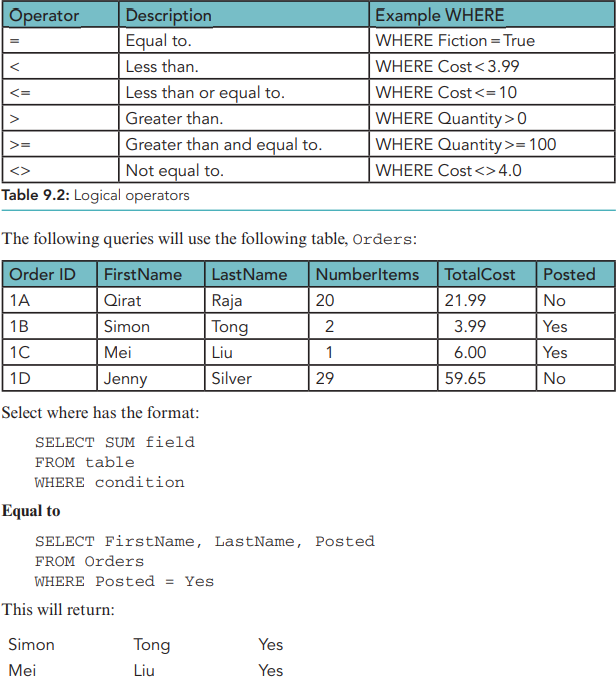 Operator Description Example WHERE
= Equal to. WHERE Fiction = True
< Less than. WHERE Cost < 3.99
<= Less than or equal to. WHERE Cost <= 10
> Greater than. WHERE Quantity > 0
>= Greater than and equal to. WHERE Quantity >= 100
<> Not equal to. WHERE Cost <> 4.0
Table 9.2: Logical operators
The following queries will use the following table, Orders:
Order ID FirstName LastName NumberItems TotalCost Posted
1A Qirat Raja 20 21.99 No
1B Simon Tong 2 3.99 Yes
1C Mei Liu 1 6.00 Yes
1D Jenny Silver 29 59.65 No
Select where has the format:
SELECT SUM field
FROM table
WHERE condition
Equal to
SELECT FirstName, LastName, Posted
FROM Orders
WHERE Posted = Yes
This will return:
Simon Tong Yes
Mei Liu Yes